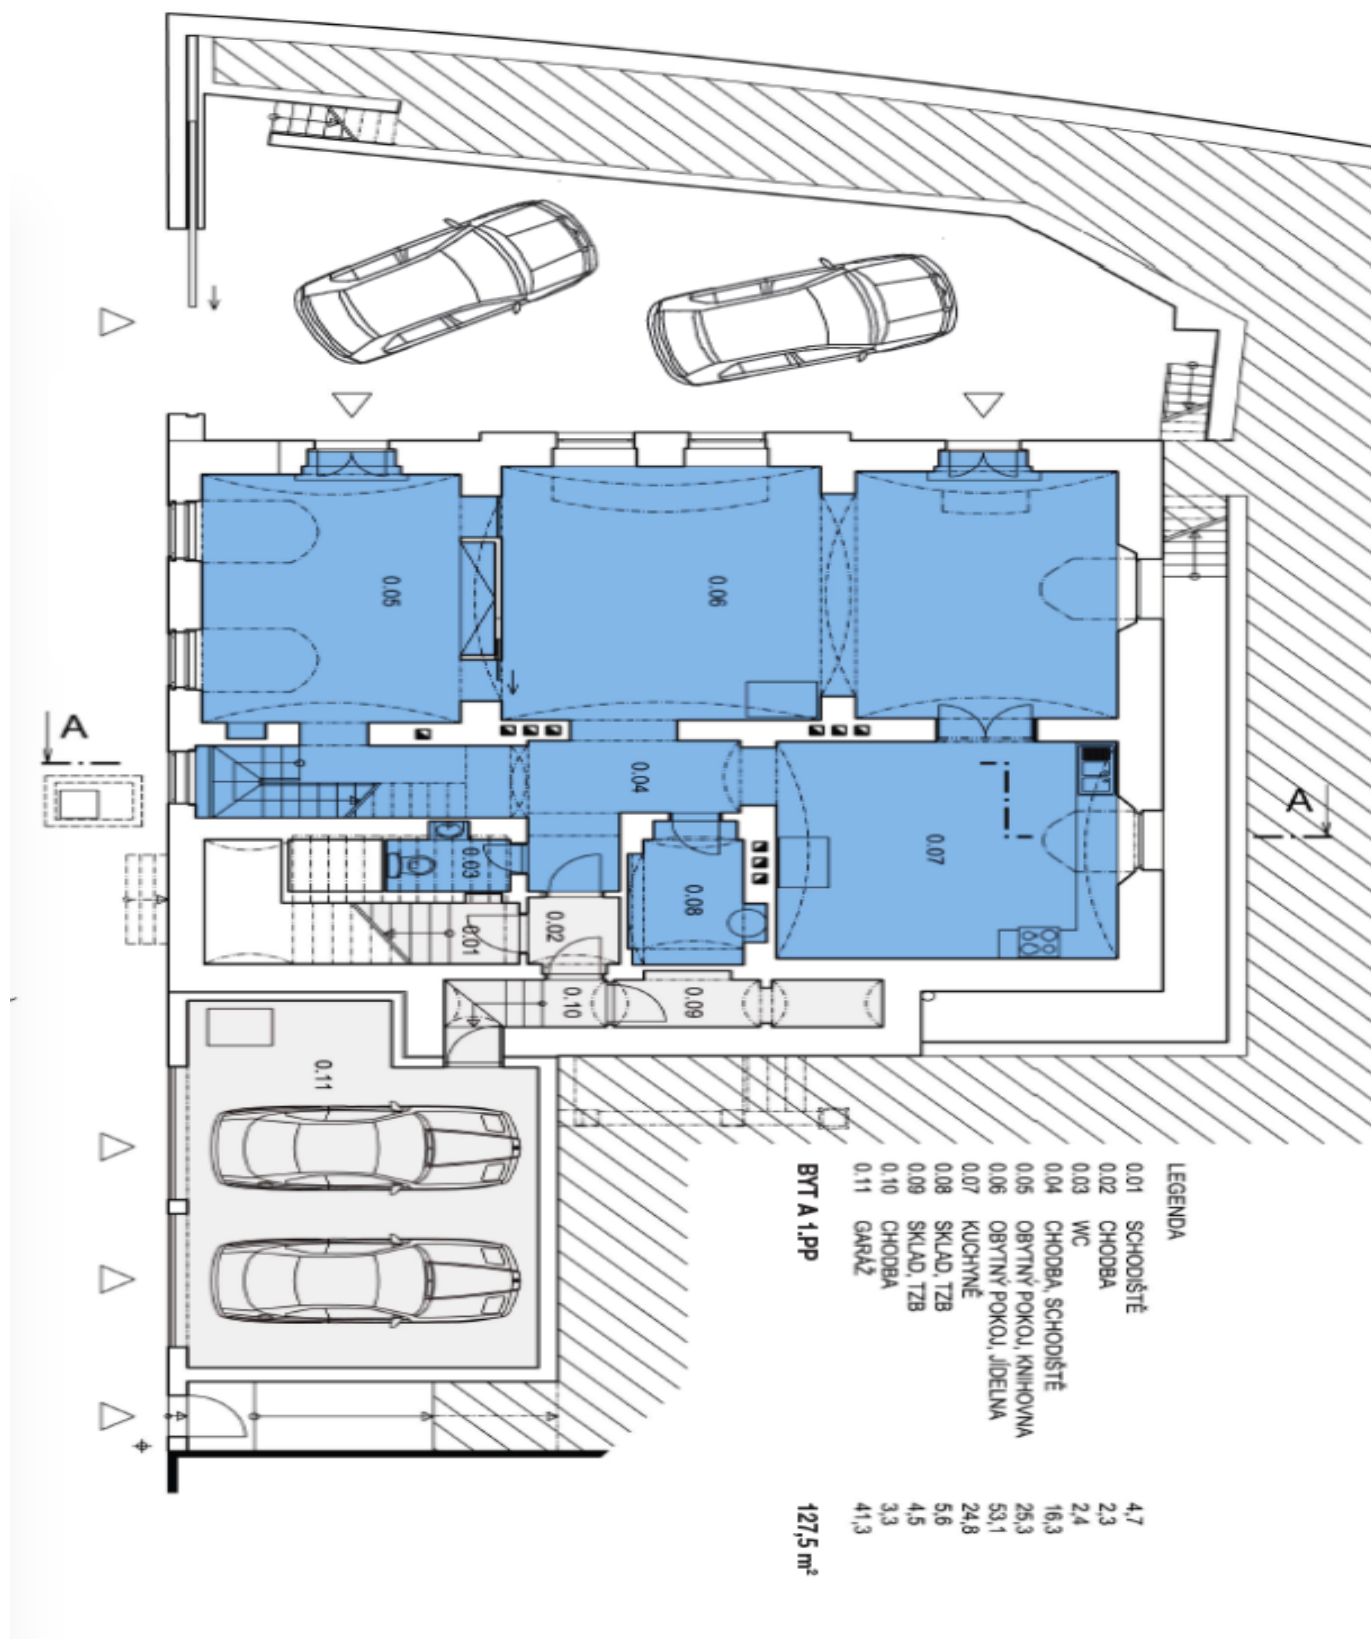 0.05
0.06
0.04
0.07
0.03
0.08
0.02
0.01
0.10
0.09
0.11
A
A
LEGENDA
0.01 SCHODIŠTĚ 4,7
0.02 CHODBA 2,3
0.03 WC 2,4
0.04 CHODBA, SCHODIŠTĚ 16,3
0.05 OBYTNÝ POKOJ, KNIHOVNA 25,3
0.06 OBYTNÝ POKOJ, JÍDELNA 53,1
0.07 KUCHYNĚ 24,8
0.08 SKLAD, TZB 5,6
0.09 SKLAD, TZB 4,5
0.10 CHODBA 3,3
0.11 GARÁŽ 41,3
BYT A 1.PP 127,5 m²